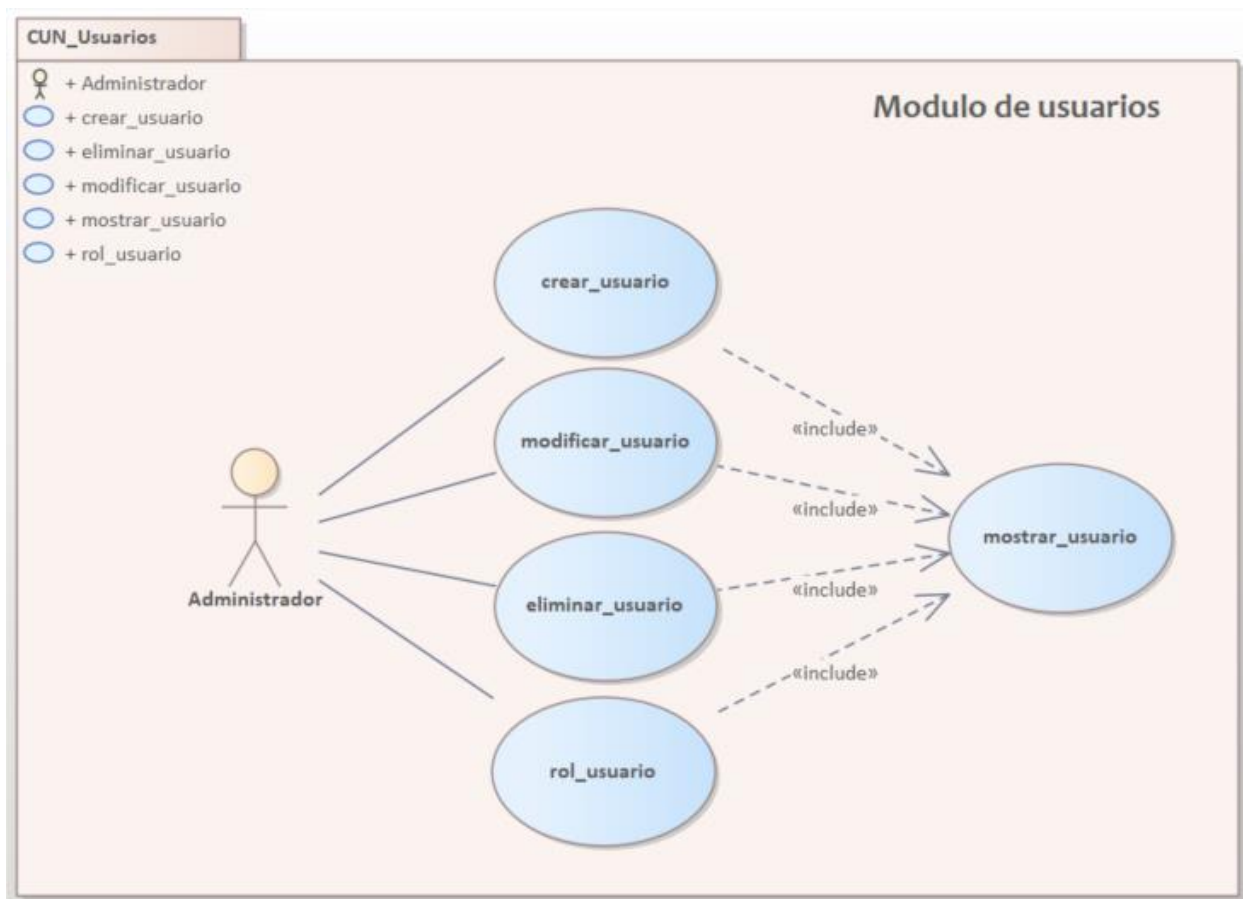 CUN_Usuarios
+ Administrador
+ crear_usuario
+ eliminar_usuario
+ modificar_usuario
+ mostrar_usuario
+ rol_usuario
Modulo de usuarios
crear_usuario
modificar_usuario
eliminar_usuario
rol_usuario
Administrador
«include»
«include»
«include»
«include»
mostrar_usuario